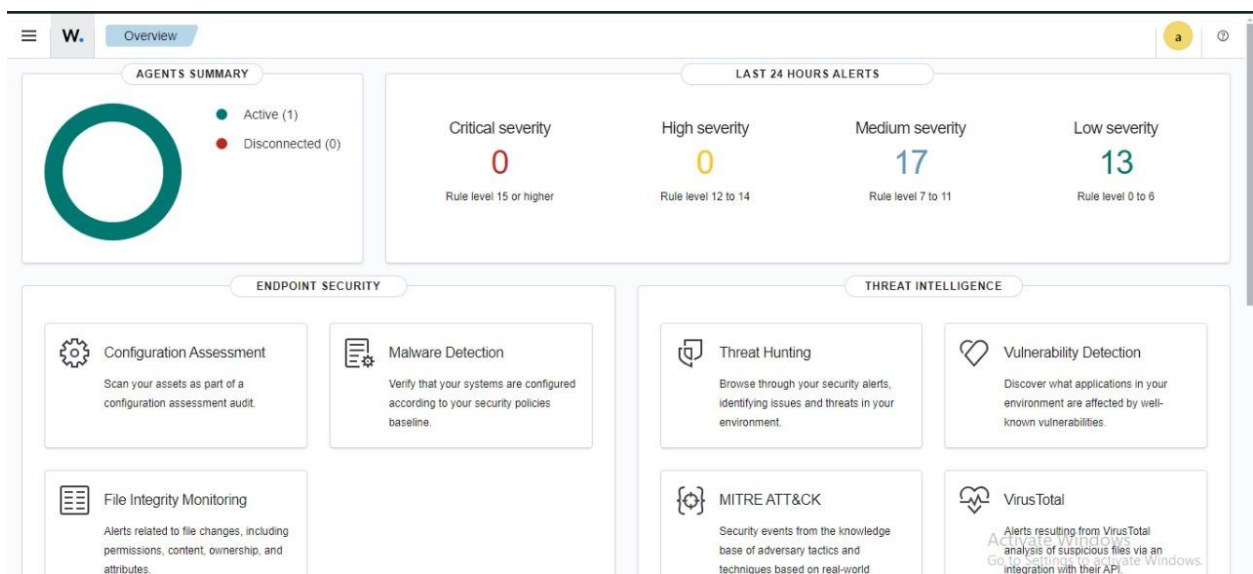 W.
Overview
a
AGENTS SUMMARY
Active (1)
Disconnected (0)
LAST 24 HOURS ALERTS
Critical severity
0
Rule level 15 or higher
High severity
0
Rule level 12 to 14
Medium severity
17
Rule level 7 to 11
Low severity
13
Rule level 0 to 6
ENDPOINT SECURITY
Configuration Assessment
Scan your assets as part of a
configuration assessment audit.
Malware Detection
Verify that your systems are configured
according to your security policies
baseline.
File Integrity Monitoring
Alerts related to file changes, including
permissions, content, ownership, and
attributes.
THREAT INTELLIGENCE
Threat Hunting
Browse through your security alerts,
identifying issues and threats in your
environment.
Vulnerability Detection
Discover what applications in your
environment are affected by well-
known vulnerabilities.
MITRE ATT&CK
Security events from the knowledge
base of adversary tactics and
techniques based on real-world
VirusTotal
Alerts resulting from VirusTotal
analysis of suspicious files via an
integration with their API.
Activate Windows
Go to Settings to activate Windows.